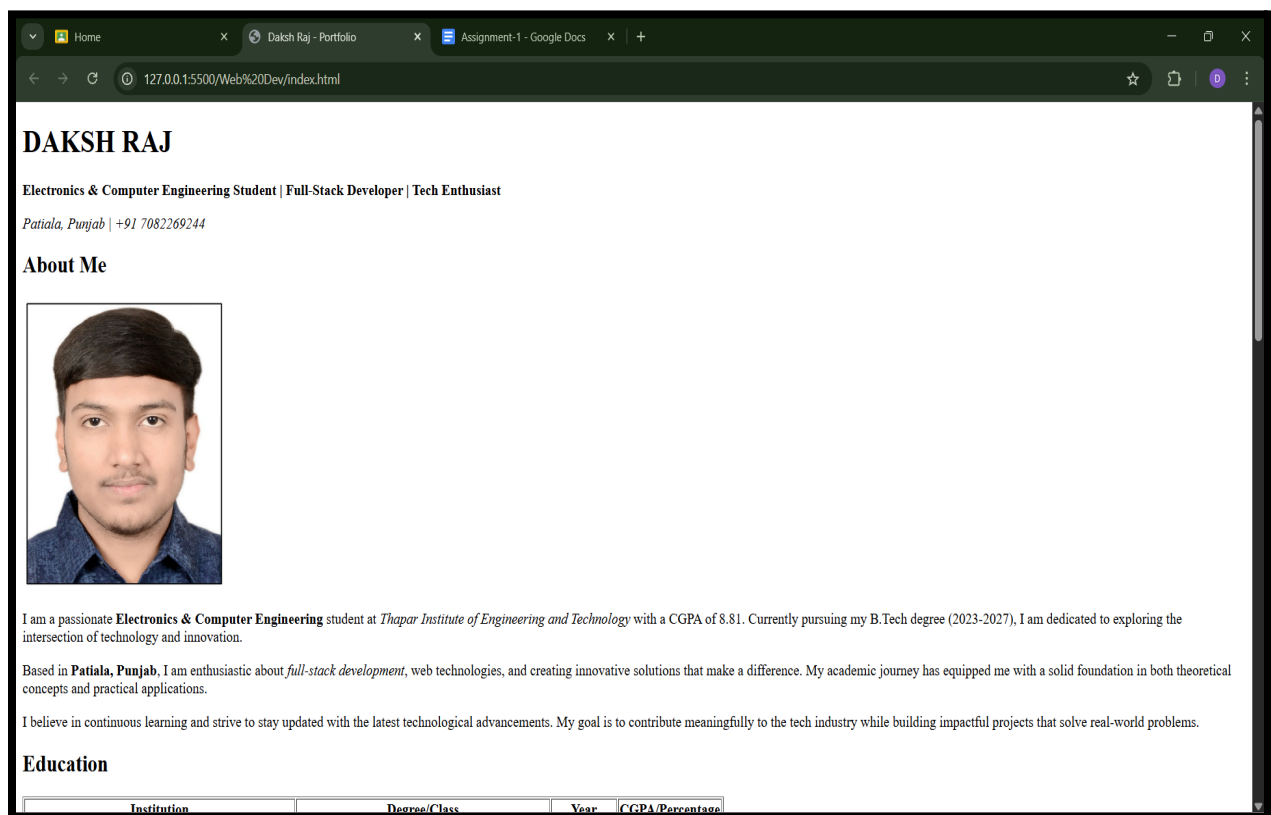 Home
Daksh Raj - Portfolio
Assignment-1 - Google Docs
127.0.0.1:5500/Web%20Dev/index.html
D
DAKSH RAJ
Electronics & Computer Engineering Student | Full-Stack Developer | Tech Enthusiast
Patiala, Punjab | +91 7082269244
About Me
I am a passionate Electronics & Computer Engineering student at Thapar Institute of Engineering and Technology with a CGPA of 8.81. Currently pursuing my B.Tech degree (2023-2027), I am dedicated to exploring the
intersection of technology and innovation.
Based in Patiala, Punjab, I am enthusiastic about full-stack development, web technologies, and creating innovative solutions that make a difference. My academic journey has equipped me with a solid foundation in both theoretical
concepts and practical applications.
I believe in continuous learning and strive to stay updated with the latest technological advancements. My goal is to contribute meaningfully to the tech industry while building impactful projects that solve real-world problems.
Education
Institution Degree/Class Year CGPA/Percentage